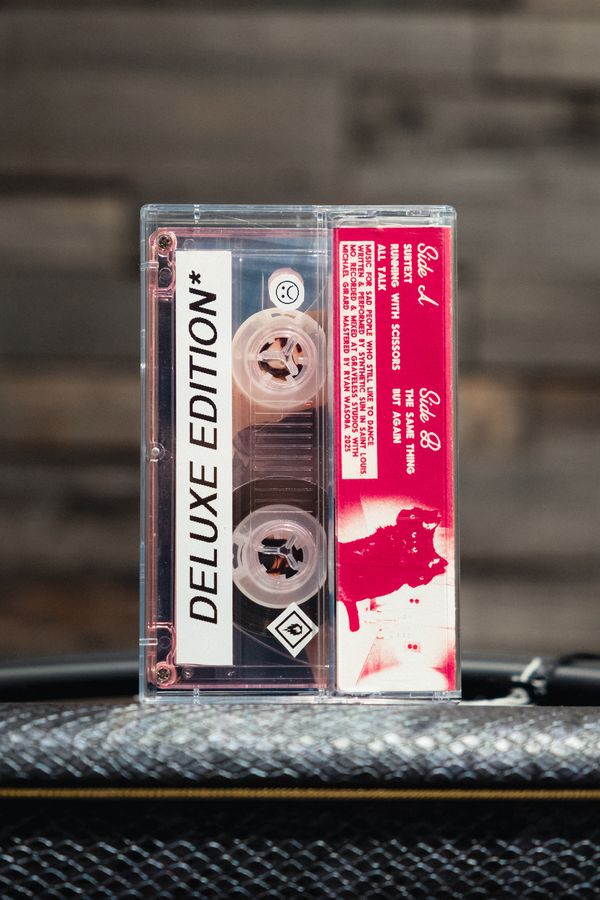 DELUXE EDITION*
Side A
SUBTEXT
RUNNING WITH SCISSORS
ALL TALK
Side B
THE SAME THING
BUT AGAIN
MUSIC FOR SAD PEOPLE WHO STILL LIKE TO DANCE
WRITTEN & PERFORMED BY SYNTHETIC SUN IN SAINT LOUIS,
MO. RECORDED & MIXED AT GRAVELESS STUDIOS WITH
MICHAEL GIRARD. MASTERED BY RYAN WASOBA. 2025